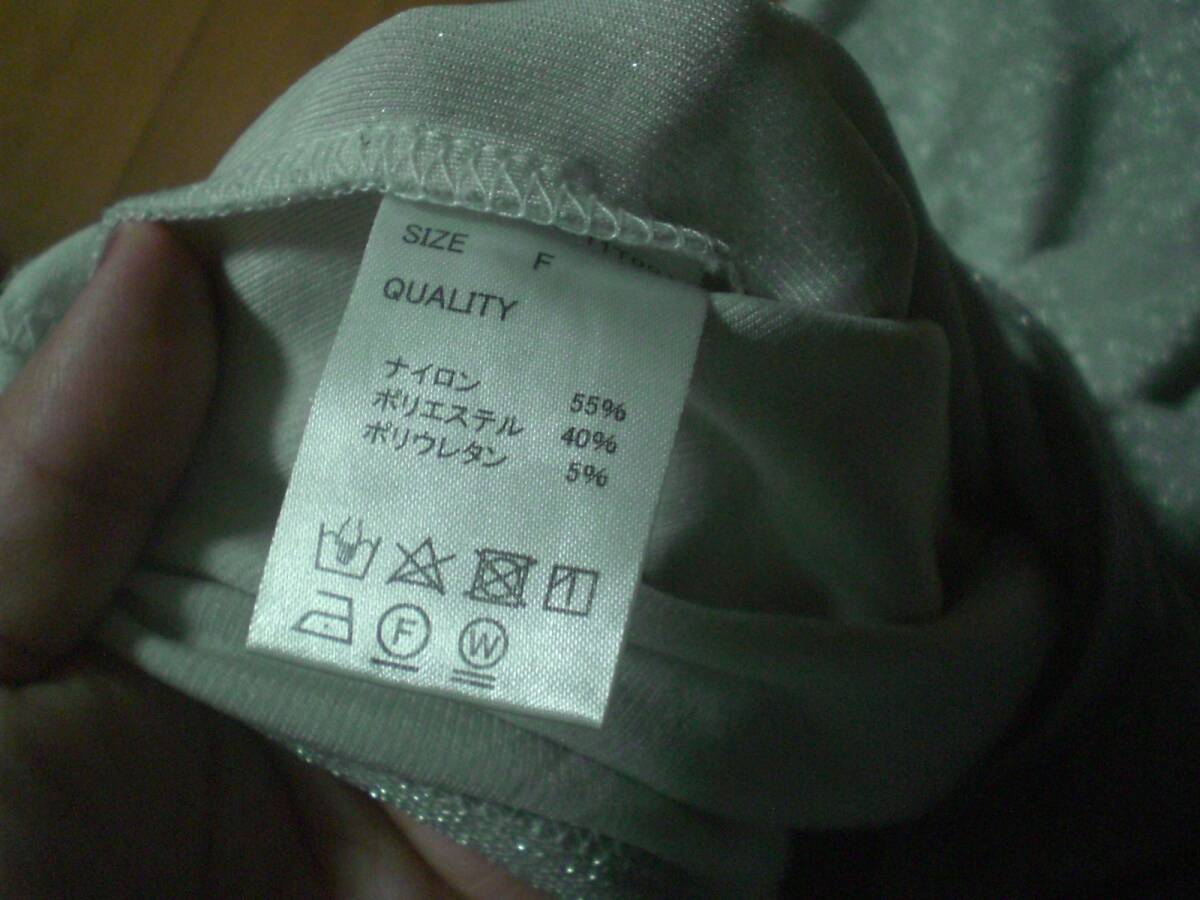 SIZE F
QUALITY
ナイロン 55%
ポリエステル 40%
ポリウレタン 5%
F W